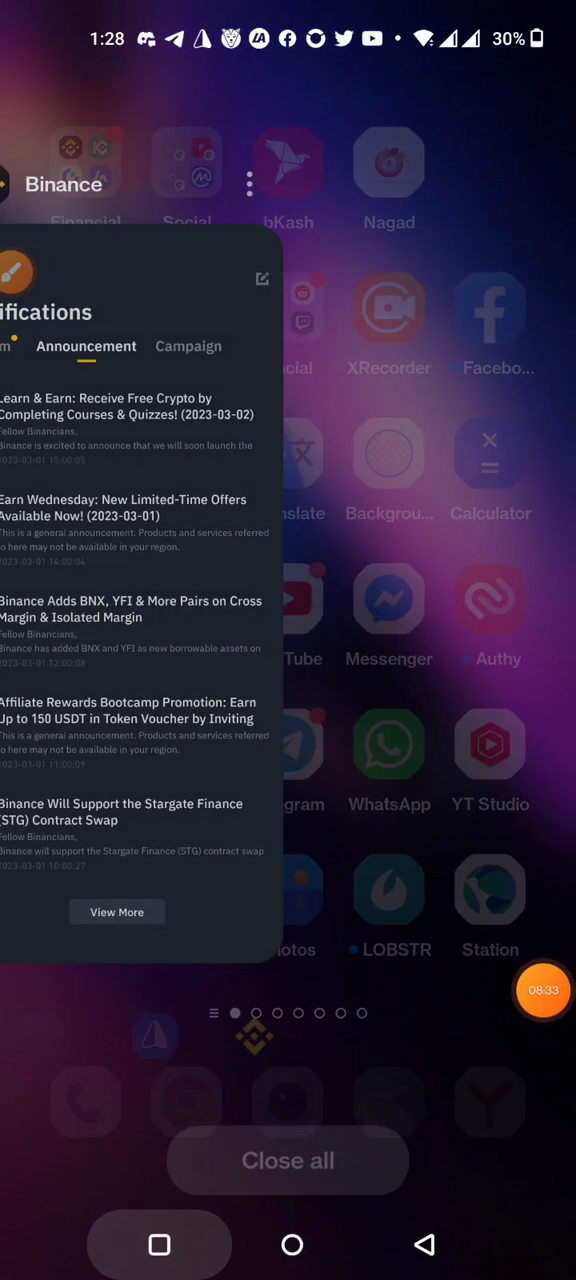 1:28
30%
Binance
Financial
Social
bKash
Nagad
ifications
m
Announcement
Campaign
cial
XRecorder
Facebo...
Learn & Earn: Receive Free Crypto by
Completing Courses & Quizzes! (2023-03-02)
Fellow Binancians,
Binance is excited to announce that we will soon launch the
2023-03-01 15:00:05
nslate
Backgrou...
Calculator
Earn Wednesday: New Limited-Time Offers
Available Now! (2023-03-01)
This is a general announcement. Products and services referred
to here may not be available in your region.
2023-03-01 14:00:04
Binance Adds BNX, YFI & More Pairs on Cross
Margin & Isolated Margin
Fellow Binancians,
Binance has added BNX and YFI as new borrowable assets on
2023-03-01 12:00:08
Tube
Messenger
Authy
Affiliate Rewards Bootcamp Promotion: Earn
Up to 150 USDT in Token Voucher by Inviting
This is a general announcement. Products and services referred
to here may not be available in your region.
2023-03-01 11:00:09
gram
WhatsApp
YT Studio
Binance Will Support the Stargate Finance
(STG) Contract Swap
Fellow Binancians,
Binance will support the Stargate Finance (STG) contract swap
2023-03-01 10:00:27
View More
otos
LOBSTR
Station
08:33
Close all